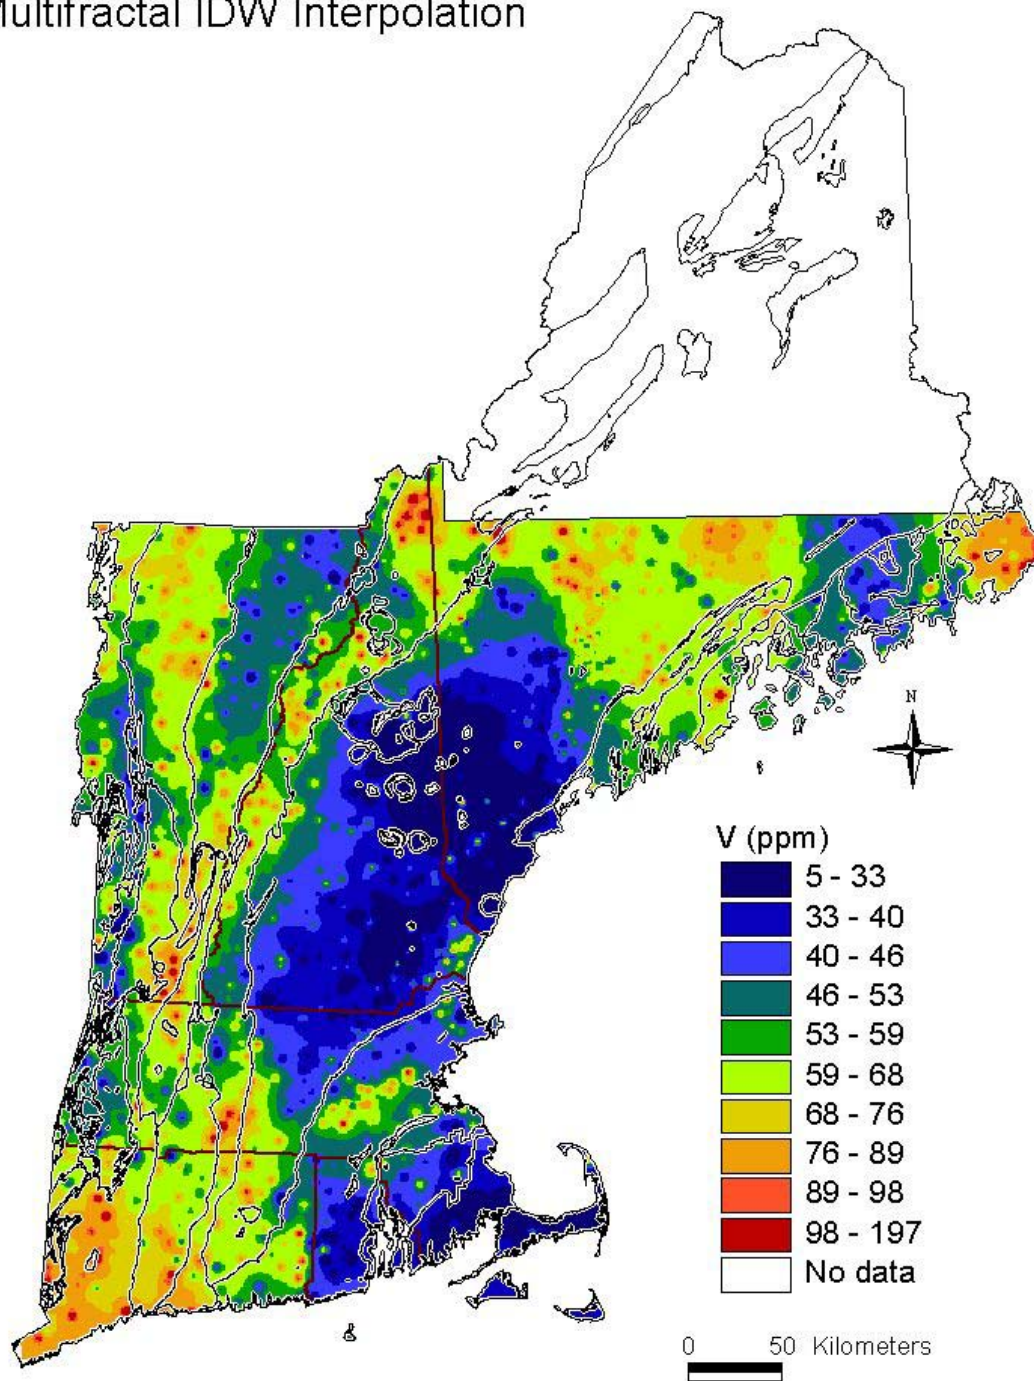 Multifractal IDW Interpolation
N
V (ppm)
5 - 33
33 - 40
40 - 46
46 - 53
53 - 59
59 - 68
68 - 76
76 - 89
89 - 98
98 - 197
No data
0 50 Kilometers